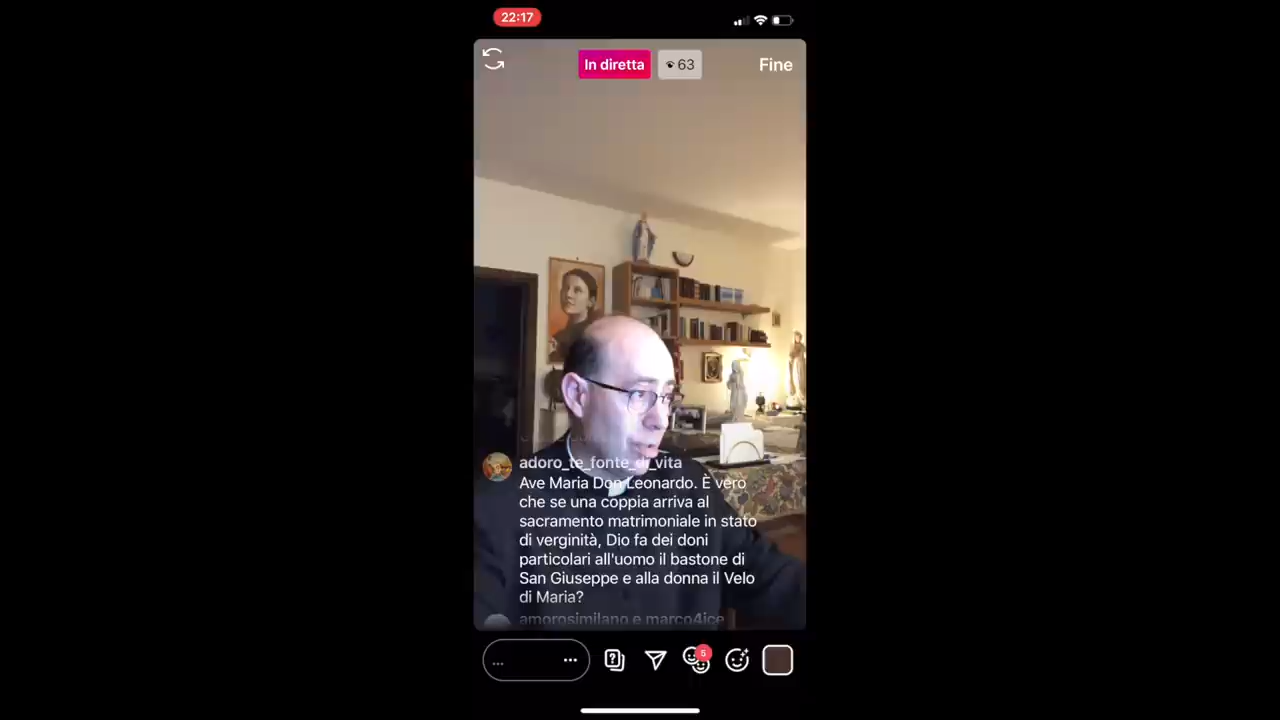 22:17
In diretta
63
Fine
adoro_te_fonte_di_vita
Ave Maria Don Leonardo. È vero
che se una coppia arriva al
sacramento matrimoniale in stato
di verginità, Dio fa dei doni
particolari all'uomo il bastone di
San Giuseppe e alla donna il Velo
di Maria?
amorosimilano e marco4ice
...
5